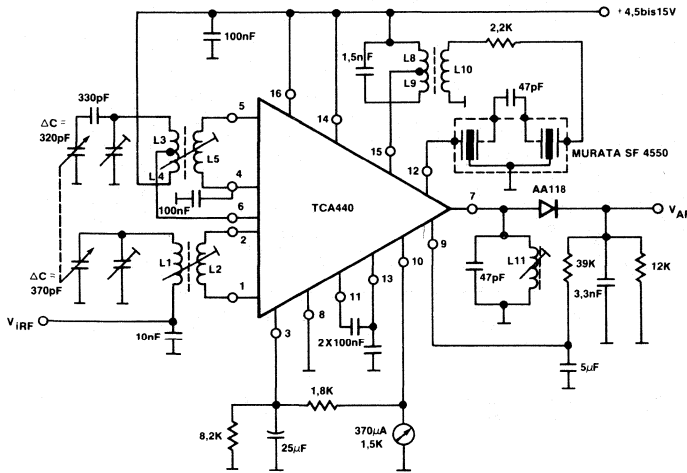 +4,5bis15V
100nF
1,5nF
L8
L9
L10
2,2K
330pF
47pF
ΔC =
320pF
L3
L4
L5
5
16
14
15
12
MURATA SF 4550
4
100nF
6
TCA440
7
AA118
2
ΔC =
370pF
L1
L2
9
47pF
L11
39K
3,3nF
12K
1
11
13
10
ViRF
10nF
3
8
2X100nF
5µF
1,8K
8,2K
25µF
370µA
1,5K